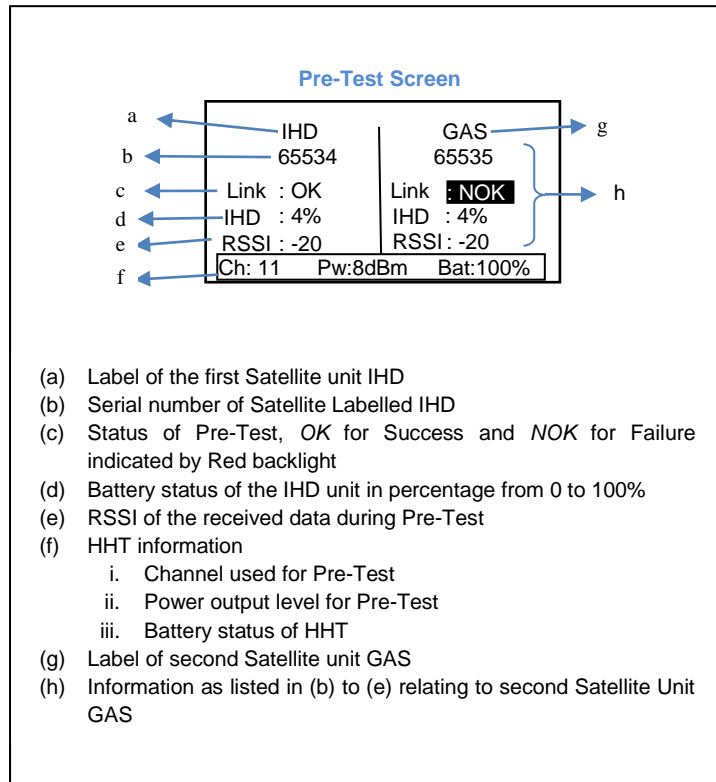 Pre-Test Screen
a IHD GAS g
b 65534 65535
c Link : OK Link : NOK h
d IHD : 4% IHD : 4%
e RSSI : -20 RSSI : -20
f Ch: 11 Pw:8dBm Bat:100%
(a) Label of the first Satellite unit IHD
(b) Serial number of Satellite Labelled IHD
(c) Status of Pre-Test, OK for Success and NOK for Failure
indicated by Red backlight
(d) Battery status of the IHD unit in percentage from 0 to 100%
(e) RSSI of the received data during Pre-Test
(f) HHT information
i. Channel used for Pre-Test
ii. Power output level for Pre-Test
iii. Battery status of HHT
(g) Label of second Satellite unit GAS
(h) Information as listed in (b) to (e) relating to second Satellite Unit
GAS